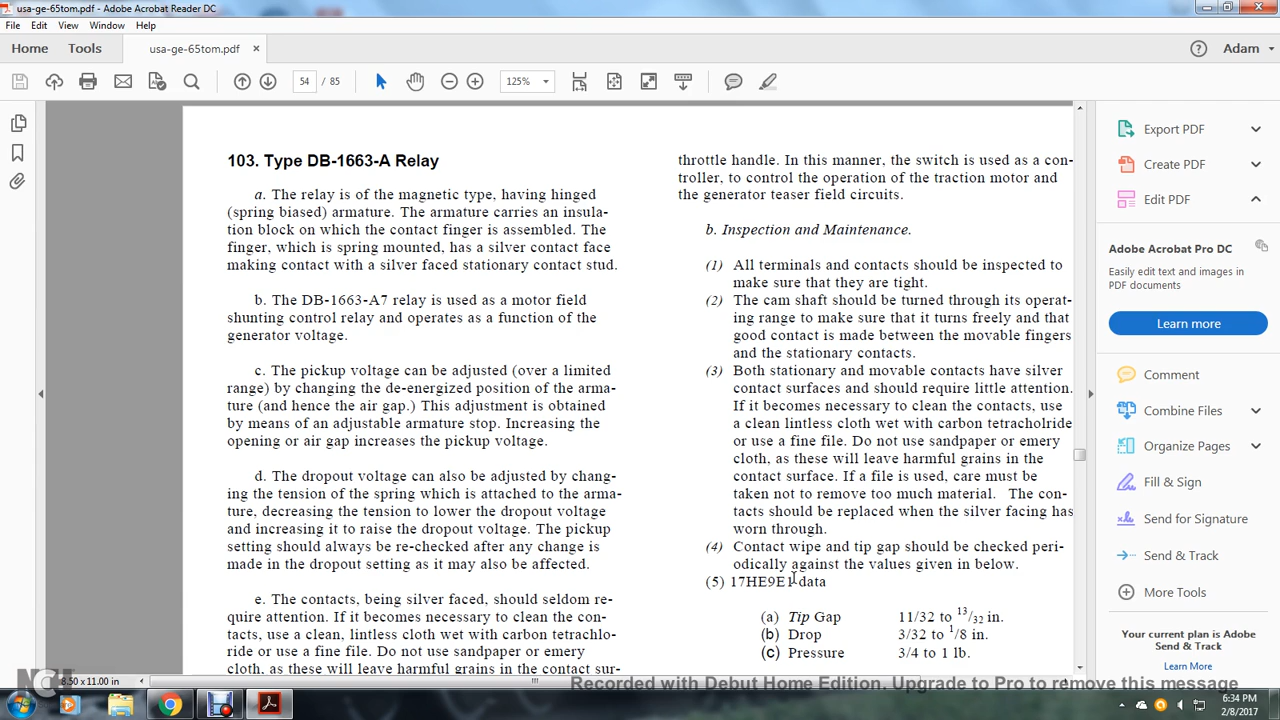 usa-ge-65tom.pdf - Adobe Acrobat Reader DC
File Edit View Window Help
Home Tools usa-ge-65tom.pdf × Adam
54 / 85 125%
103. Type DB-1663-A Relay
a. The relay is of the magnetic type, having hinged
(spring biased) armature. The armature carries an insula-
tion block on which the contact finger is assembled. The
finger, which is spring mounted, has a silver contact face
making contact with a silver faced stationary contact stud.
b. The DB-1663-A7 relay is used as a motor field
shunting control relay and operates as a function of the
generator voltage.
c. The pickup voltage can be adjusted (over a limited
range) by changing the de-energized position of the arma-
ture (and hence the air gap.) This adjustment is obtained
by means of an adjustable armature stop. Increasing the
opening or air gap increases the pickup voltage.
d. The dropout voltage can also be adjusted by chang-
ing the tension of the spring which is attached to the arma-
ture, decreasing the tension to lower the dropout voltage
and increasing it to raise the dropout voltage. The pickup
setting should always be re-checked after any change is
made in the dropout setting as it may also be affected.
e. The contacts, being silver faced, should seldom re-
quire attention. If it becomes necessary to clean the con-
tacts, use a clean, lintless cloth wet with carbon tetrachlo-
ride or use a fine file. Do not use sandpaper or emery
cloth, as these will leave harmful grains in the contact sur-
throttle handle. In this manner, the switch is used as a con-
troller, to control the operation of the traction motor and
the generator teaser field circuits.
b. Inspection and Maintenance.
(1) All terminals and contacts should be inspected to
make sure that they are tight.
(2) The cam shaft should be turned through its operat-
ing range to make sure that it turns freely and that
good contact is made between the movable fingers
and the stationary contacts.
(3) Both stationary and movable contacts have silver
contact surfaces and should require little attention.
If it becomes necessary to clean the contacts, use
a clean lintless cloth wet with carbon tetracholride
or use a fine file. Do not use sandpaper or emery
cloth, as these will leave harmful grains in the
contact surface. If a file is used, care must be
taken not to remove too much material. The con-
tacts should be replaced when the silver facing has
worn through.
(4) Contact wipe and tip gap should be checked peri-
odically against the values given in below.
(5) 17HE9E1 data
(a) Tip Gap 11/32 to 13/32 in.
(b) Drop 3/32 to 1/8 in.
(c) Pressure 3/4 to 1 lb.
Export PDF
Create PDF
Edit PDF
Adobe Acrobat Pro DC
Easily edit text and images in
PDF documents
Learn more
Comment
Combine Files
Organize Pages
Fill & Sign
Send for Signature
Send & Track
More Tools
Your current plan is Adobe
Send & Track
Learn More
8.50 x 11.00 in
NCH
Recorded with Debut Home Edition. Upgrade to Pro to remove this message
6:34 PM
2/8/2017